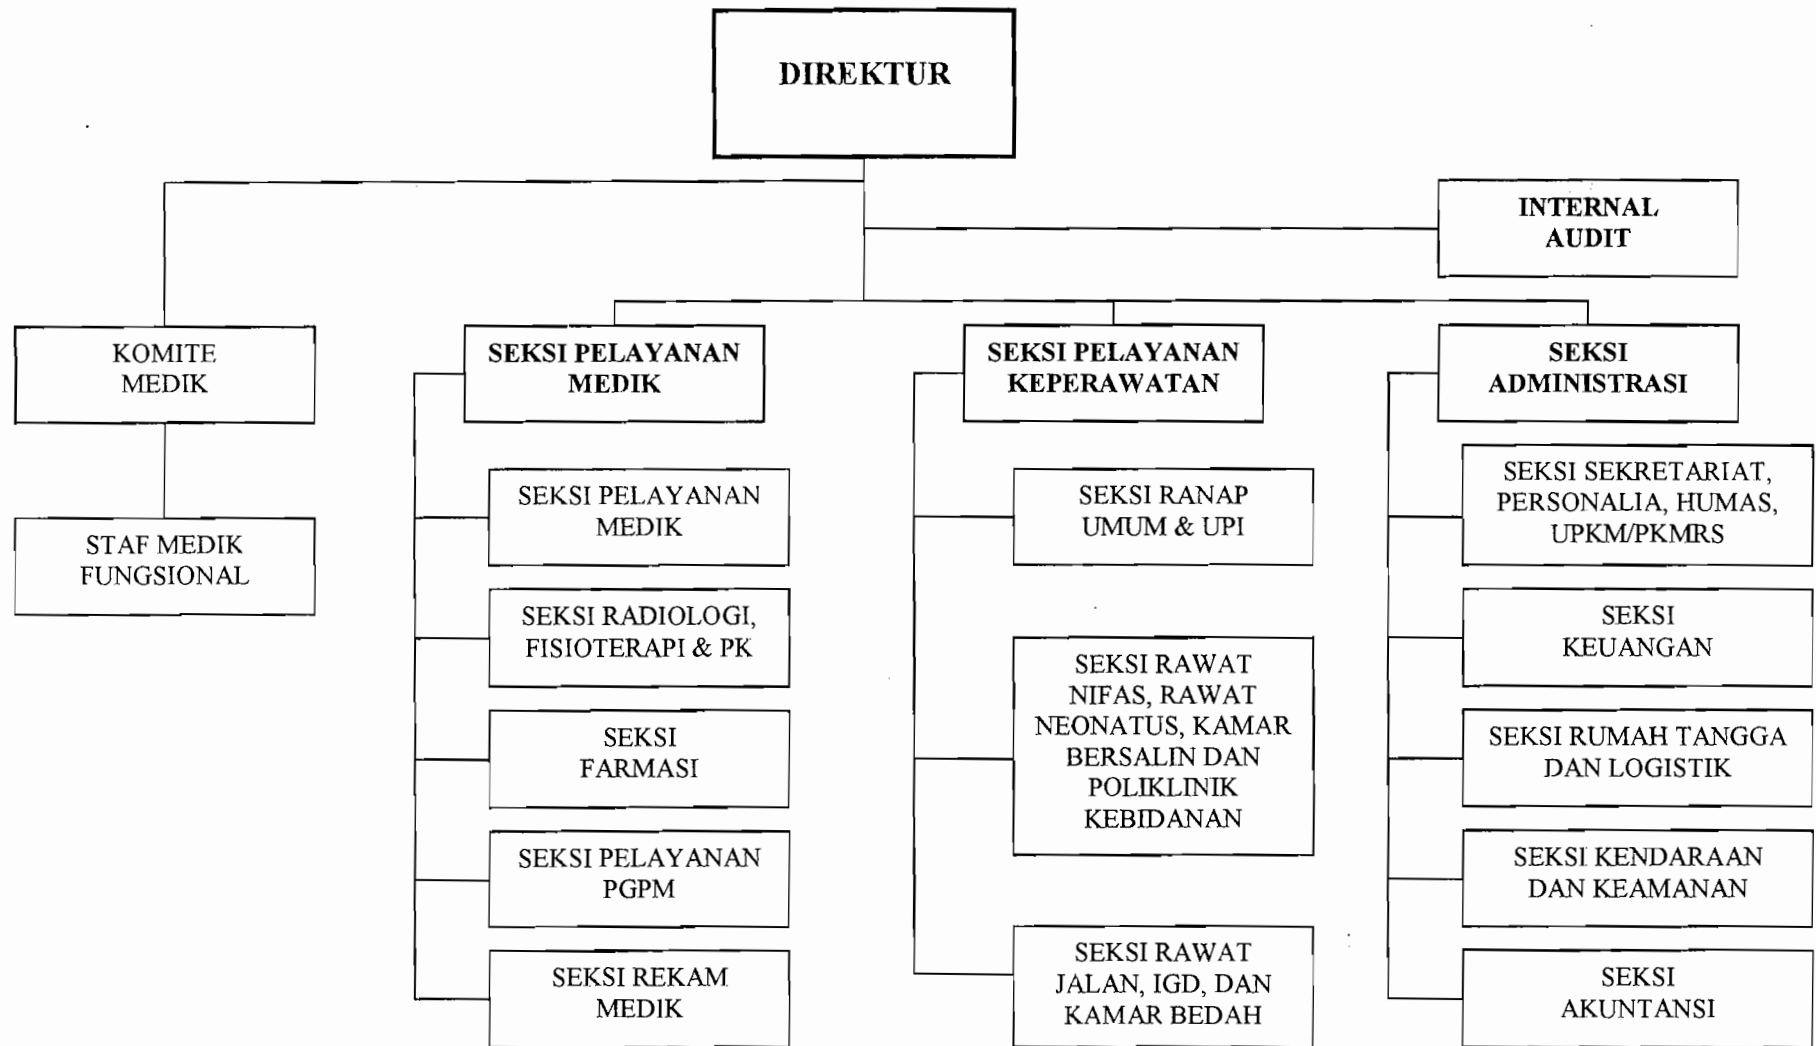 DIREKTUR
INTERNAL
AUDIT
KOMITE
MEDIK
STAF MEDIK
FUNGSIONAL
SEKSI PELAYANAN
MEDIK
SEKSI PELAYANAN
MEDIK
SEKSI RADIOLOGI,
FISIOTERAPI & PK
SEKSI
FARMASI
SEKSI PELAYANAN
PGPM
SEKSI REKAM
MEDIK
SEKSI PELAYANAN
KEPERAWATAN
SEKSI RANAP
UMUM & UPI
SEKSI RAWAT
NIFAS, RAWAT
NEONATUS, KAMAR
BERSALIN DAN
POLIKLINIK
KEBIDANAN
SEKSI RAWAT
JALAN, IGD, DAN
KAMAR BEDAH
SEKSI
ADMINISTRASI
SEKSI SEKRETARIAT,
PERSONALIA, HUMAS,
UPKM/PKMRS
SEKSI
KEUANGAN
SEKSI RUMAH TANGGA
DAN LOGISTIK
SEKSI KENDARAAN
DAN KEAMANAN
SEKSI
AKUNTANSI